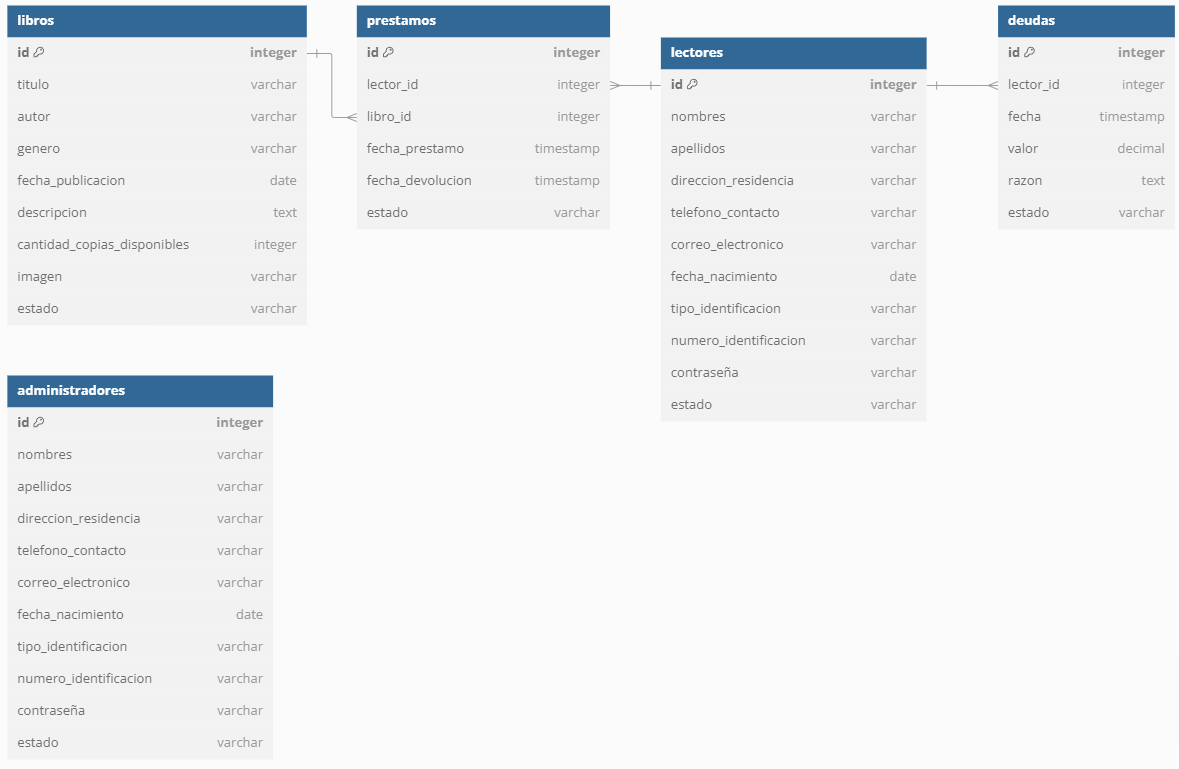 libros
id integer
titulo varchar
autor varchar
genero varchar
fecha_publicacion date
descripcion text
cantidad_copias_disponibles integer
imagen varchar
estado varchar
prestamos
id integer
lector_id integer
libro_id integer
fecha_prestamo timestamp
fecha_devolucion timestamp
estado varchar
lectores
id integer
nombres varchar
apellidos varchar
direccion_residencia varchar
telefono_contacto varchar
correo_electronico varchar
fecha_nacimiento date
tipo_identificacion varchar
numero_identificacion varchar
contraseña varchar
estado varchar
deudas
id integer
lector_id integer
fecha timestamp
valor decimal
razon text
estado varchar
administradores
id integer
nombres varchar
apellidos varchar
direccion_residencia varchar
telefono_contacto varchar
correo_electronico varchar
fecha_nacimiento date
tipo_identificacion varchar
numero_identificacion varchar
contraseña varchar
estado varchar